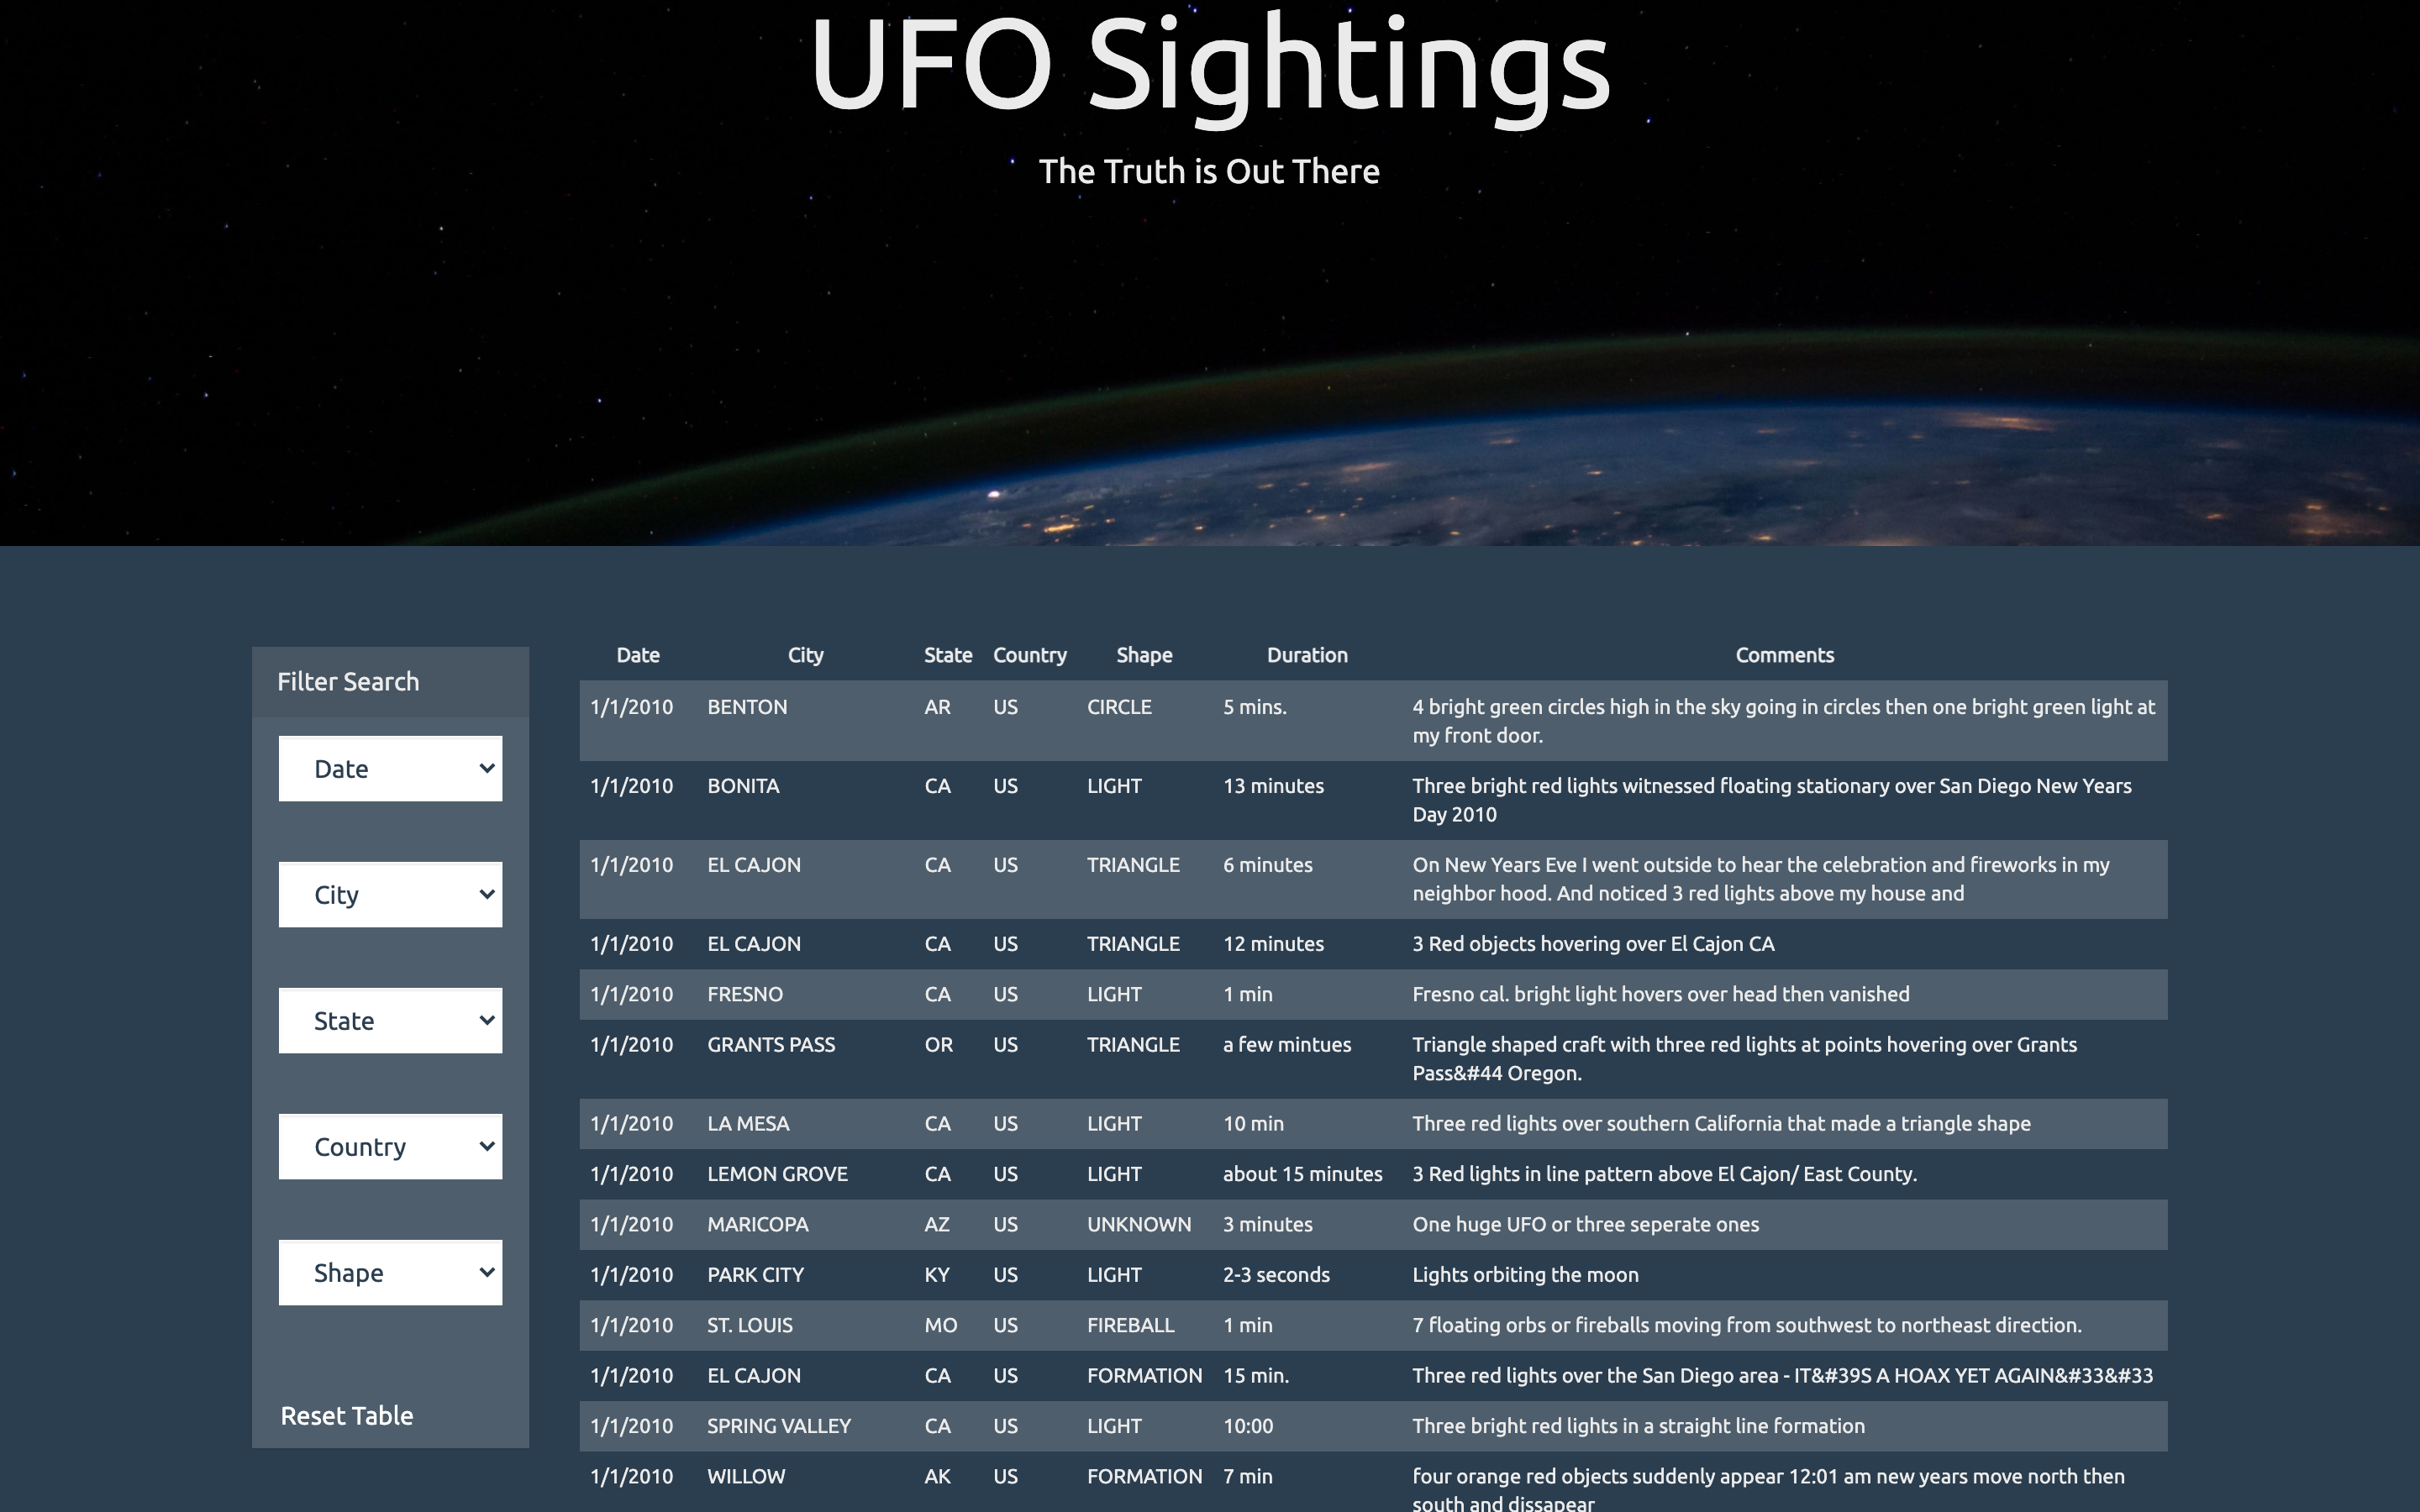 UFO Sightings
The Truth is Out There
Filter Search
Date
City
State
Country
Shape
Reset Table
Date City State Country Shape Duration Comments
1/1/2010 BENTON AR US CIRCLE 5 mins. 4 bright green circles high in the sky going in circles then one bright green light at
my front door.
1/1/2010 BONITA CA US LIGHT 13 minutes Three bright red lights witnessed floating stationary over San Diego New Years
Day 2010
1/1/2010 EL CAJON CA US TRIANGLE 6 minutes On New Years Eve I went outside to hear the celebration and fireworks in my
neighbor hood. And noticed 3 red lights above my house and
1/1/2010 EL CAJON CA US TRIANGLE 12 minutes 3 Red objects hovering over El Cajon CA
1/1/2010 FRESNO CA US LIGHT 1 min Fresno cal. bright light hovers over head then vanished
1/1/2010 GRANTS PASS OR US TRIANGLE a few mintues Triangle shaped craft with three red lights at points hovering over Grants
Pass&#44 Oregon.
1/1/2010 LA MESA CA US LIGHT 10 min Three red lights over southern California that made a triangle shape
1/1/2010 LEMON GROVE CA US LIGHT about 15 minutes 3 Red lights in line pattern above El Cajon/ East County.
1/1/2010 MARICOPA AZ US UNKNOWN 3 minutes One huge UFO or three seperate ones
1/1/2010 PARK CITY KY US LIGHT 2-3 seconds Lights orbiting the moon
1/1/2010 ST. LOUIS MO US FIREBALL 1 min 7 floating orbs or fireballs moving from southwest to northeast direction.
1/1/2010 EL CAJON CA US FORMATION 15 min. Three red lights over the San Diego area - IT&#39S A HOAX YET AGAIN&#33&#33
1/1/2010 SPRING VALLEY CA US LIGHT 10:00 Three bright red lights in a straight line formation
1/1/2010 WILLOW AK US FORMATION 7 min four orange red objects suddenly appear 12:01 am new years move north then
south and dissapear